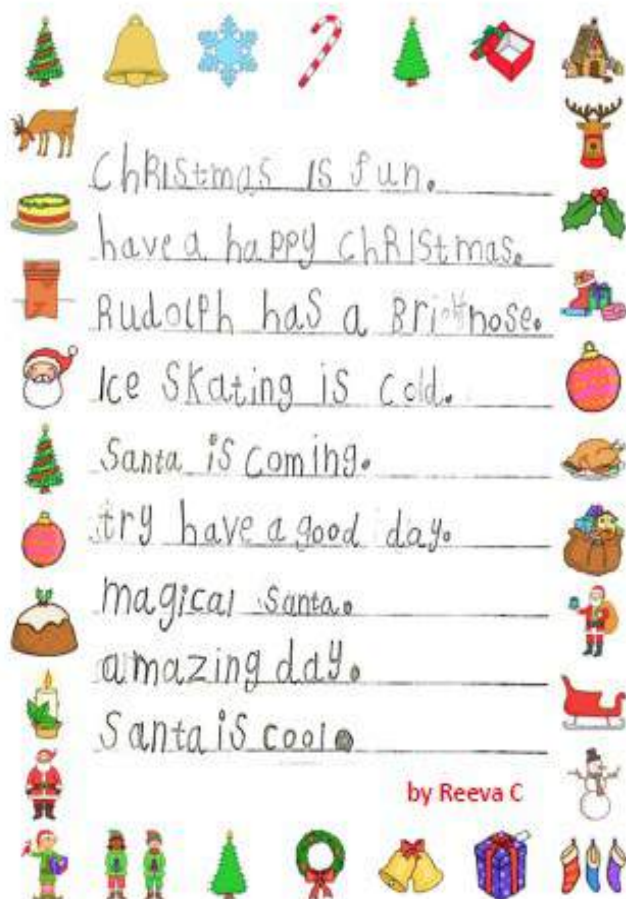 ChRIStmas IS fun.
have a happy ChRIStmas.
RudolPh has a Bri nose.
Ice Skating is cold.
Santa is coming.
try have a good day.
magical Santa.
amazing day.
Santa is cool.
by Reeva C